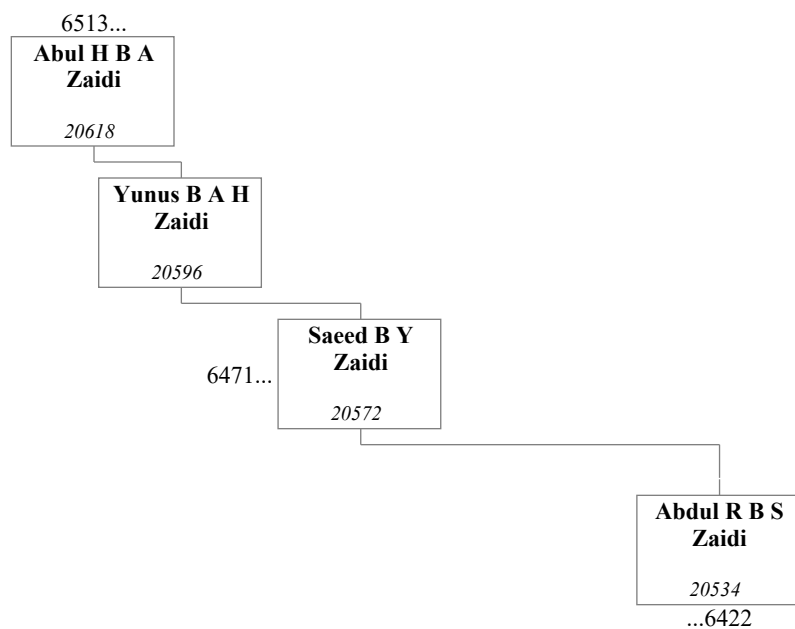 6513...
Abul H B A
Zaidi
20618
Yunus B A H
Zaidi
20596
Saeed B Y
Zaidi
6471...
20572
Abdul R B S
Zaidi
20534
...6422